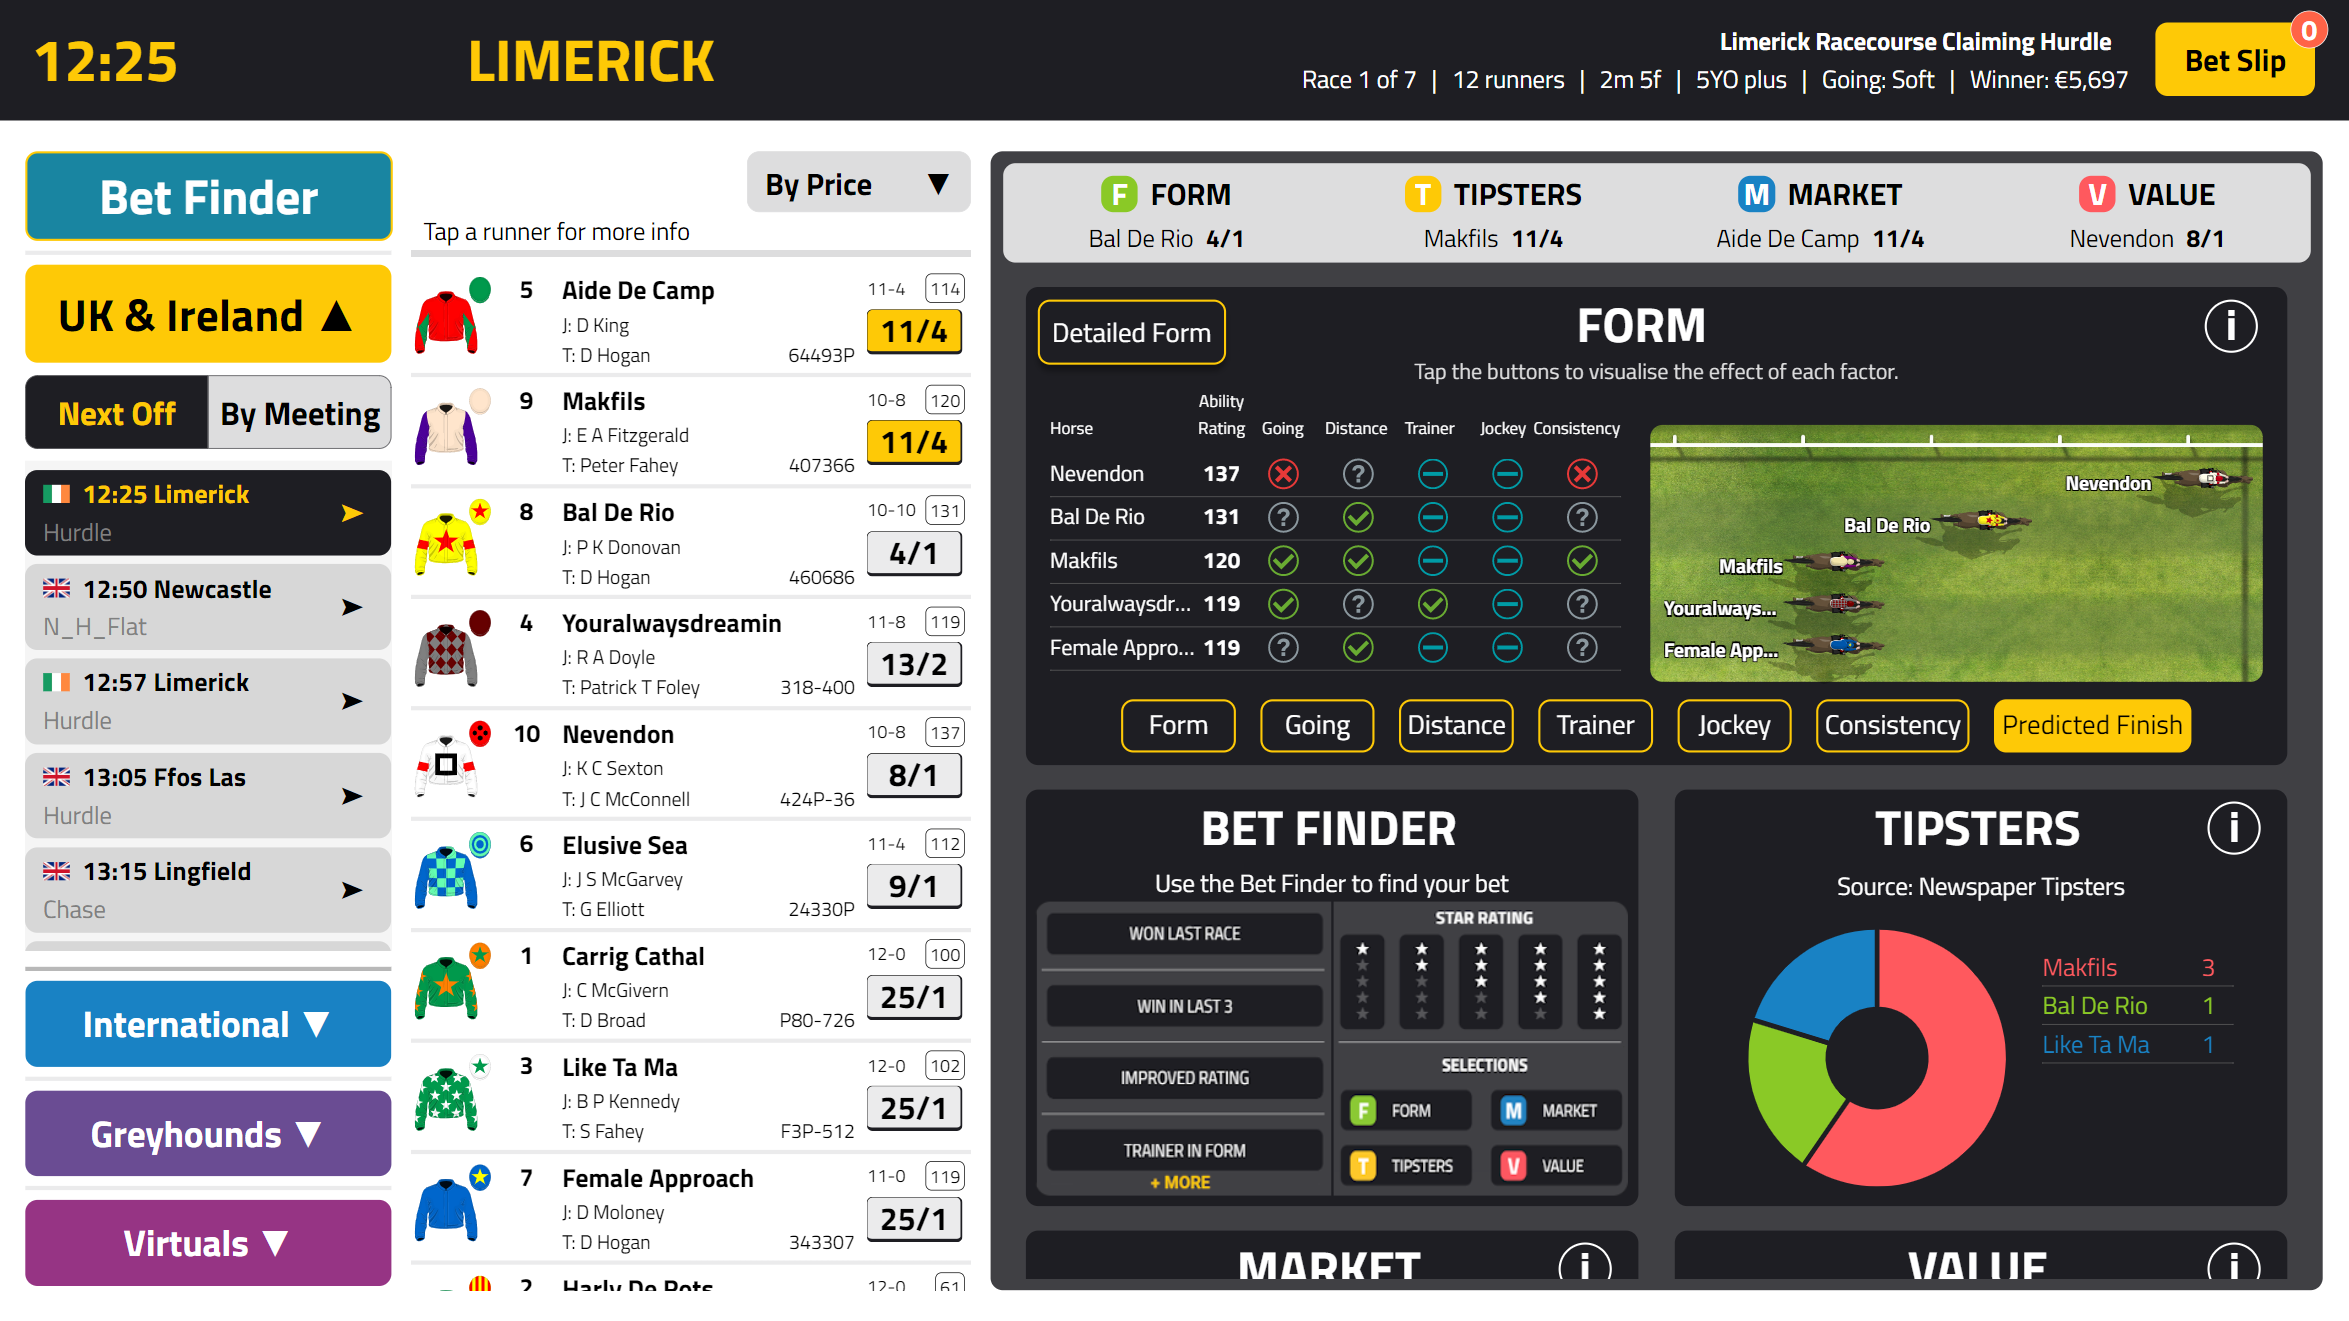 12:25
LIMERICK
Limerick Racecourse Claiming Hurdle
Race 1 of 7 | 12 runners | 2m 5f | 5YO plus | Going: Soft | Winner: €5,697
Bet Slip
0
Bet Finder
UK & Ireland ▲
Next Off
By Meeting
12:25 Limerick
Hurdle
12:50 Newcastle
N_H_Flat
12:57 Limerick
Hurdle
13:05 Ffos Las
Hurdle
13:15 Lingfield
Chase
International ▼
Greyhounds ▼
Virtuals ▼
By Price ▼
Tap a runner for more info
5 Aide De Camp 11-4 114
J: D King 11/4
T: D Hogan 64493P
9 Makfils 10-8 120
J: E A Fitzgerald 11/4
T: Peter Fahey 407366
8 Bal De Rio 10-10 131
J: P K Donovan 4/1
T: D Hogan 460686
4 Youralwaysdreamin 11-8 119
J: R A Doyle 13/2
T: Patrick T Foley 318-400
10 Nevendon 10-8 137
J: K C Sexton 8/1
T: J C McConnell 424P-36
6 Elusive Sea 11-4 112
J: J S McGarvey 9/1
T: G Elliott 24330P
1 Carrig Cathal 12-0 100
J: C McGivern 25/1
T: D Broad P80-726
3 Like Ta Ma 12-0 102
J: B P Kennedy 25/1
T: S Fahey F3P-512
7 Female Approach 11-0 119
J: D Moloney 25/1
T: D Hogan 343307
2 Harly De Pots 12-0 61
F FORM
Bal De Rio 4/1
T TIPSTERS
Makfils 11/4
M MARKET
Aide De Camp 11/4
V VALUE
Nevendon 8/1
Detailed Form
FORM
i
Tap the buttons to visualise the effect of each factor.
Horse Ability Rating Going Distance Trainer Jockey Consistency
Nevendon 137
Bal De Rio 131
Makfils 120
Youralwaysdr... 119
Female Appro... 119
Nevendon
Bal De Rio
Makfils
Youralways...
Female App...
Form
Going
Distance
Trainer
Jockey
Consistency
Predicted Finish
BET FINDER
Use the Bet Finder to find your bet
WON LAST RACE
WIN IN LAST 3
IMPROVED RATING
TRAINER IN FORM
+ MORE
STAR RATING
SELECTIONS
F FORM
M MARKET
T TIPSTERS
V VALUE
TIPSTERS
i
Source: Newspaper Tipsters
Makfils 3
Bal De Rio 1
Like Ta Ma 1
MARKET
i
VALUE
i